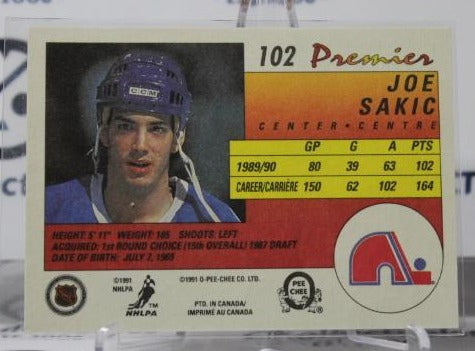 102 Premier
JOE
SAKIC
CENTER • CENTRE
GP G A PTS
1989/90 80 39 63 102
CAREER/CARRIÈRE 150 62 102 164
CCM
HEIGHT: 5' 11" WEIGHT: 185 SHOOTS: LEFT
ACQUIRED: 1st ROUND CHOICE (15th OVERALL) 1987 DRAFT
DATE OF BIRTH: JULY 7, 1969
©1991
NHLPA
NHLPA
©1991 O-PEE-CHEE CO. LTD.
PTD. IN CANADA/
IMPRIMÉ AU CANADA
O
PEE
CHEE